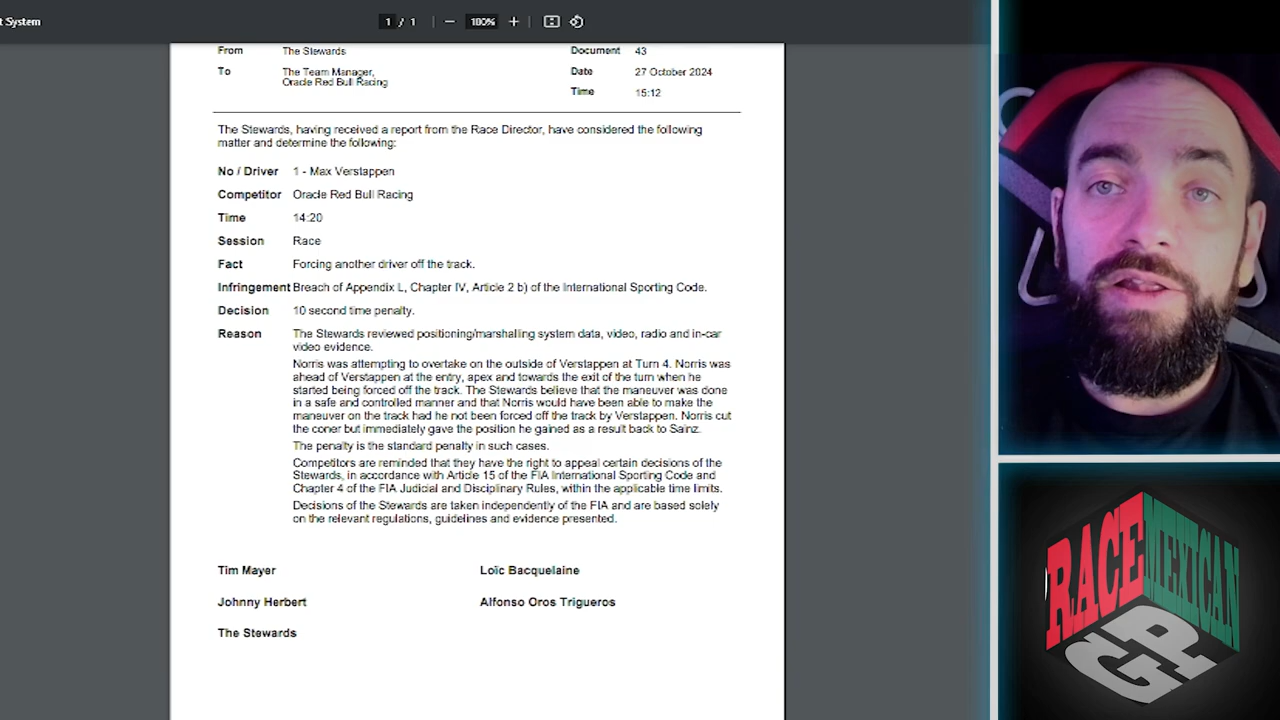 t System
1 / 1
180%
From The Stewards Document 43
To The Team Manager, Date 27 October 2024
Oracle Red Bull Racing
Time 15:12
The Stewards, having received a report from the Race Director, have considered the following
matter and determine the following:
No / Driver 1 - Max Verstappen
Competitor Oracle Red Bull Racing
Time 14:20
Session Race
Fact Forcing another driver off the track.
Infringement Breach of Appendix L, Chapter IV, Article 2 b) of the International Sporting Code.
Decision 10 second time penalty.
Reason The Stewards reviewed positioning/marshalling system data, video, radio and in-car
video evidence.
Norris was attempting to overtake on the outside of Verstappen at Turn 4. Norris was
ahead of Verstappen at the entry, apex and towards the exit of the turn when he
started being forced off the track. The Stewards believe that the maneuver was done
in a safe and controlled manner and that Norris would have been able to make the
maneuver on the track had he not been forced off the track by Verstappen. Norris cut
the coner but immediately gave the position he gained as a result back to Sainz.
The penalty is the standard penalty in such cases.
Competitors are reminded that they have the right to appeal certain decisions of the
Stewards, in accordance with Article 15 of the FIA International Sporting Code and
Chapter 4 of the FIA Judicial and Disciplinary Rules, within the applicable time limits.
Decisions of the Stewards are taken independently of the FIA and are based solely
on the relevant regulations, guidelines and evidence presented.
Tim Mayer Loïc Bacquelaine
Johnny Herbert Alfonso Oros Trigueros
The Stewards
RACE MEXICAN
GP